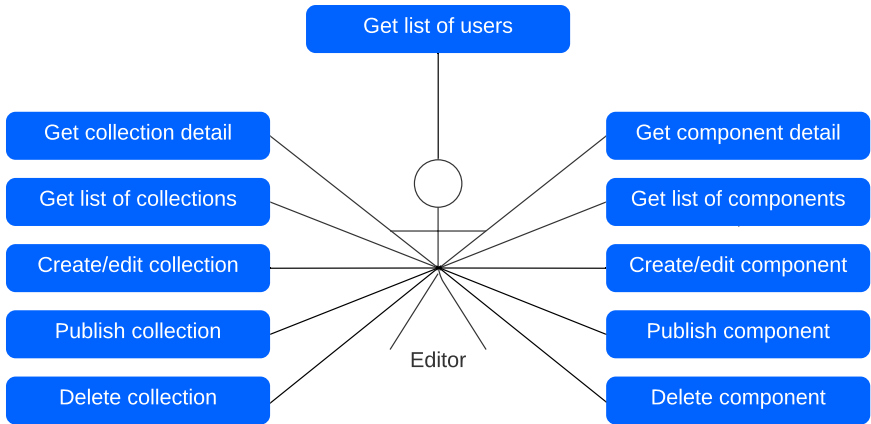 Get list of users
Get collection detail
Get component detail
Get list of collections
Get list of components
Create/edit collection
Create/edit component
Publish collection
Publish component
Editor
Delete collection
Delete component